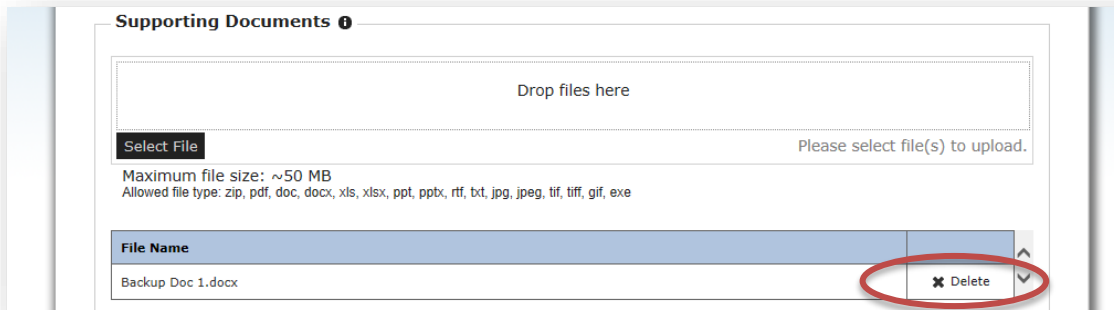 Supporting Documents
Drop files here
Select File
Please select file(s) to upload.
Maximum file size: ~50 MB
Allowed file type: zip, pdf, doc, docx, xls, xlsx, ppt, pptx, rtf, txt, jpg, jpeg, tif, tiff, gif, exe
File Name
Backup Doc 1.docx
✖ Delete